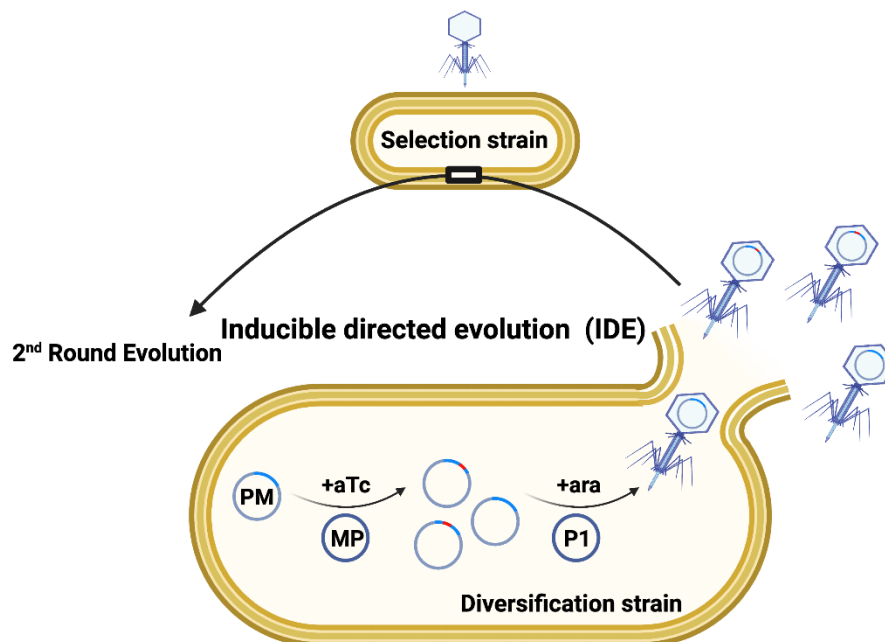 Selection strain
Inducible directed evolution (IDE)
2nd Round Evolution
PM
+aTc
MP
+ara
P1
Diversification strain